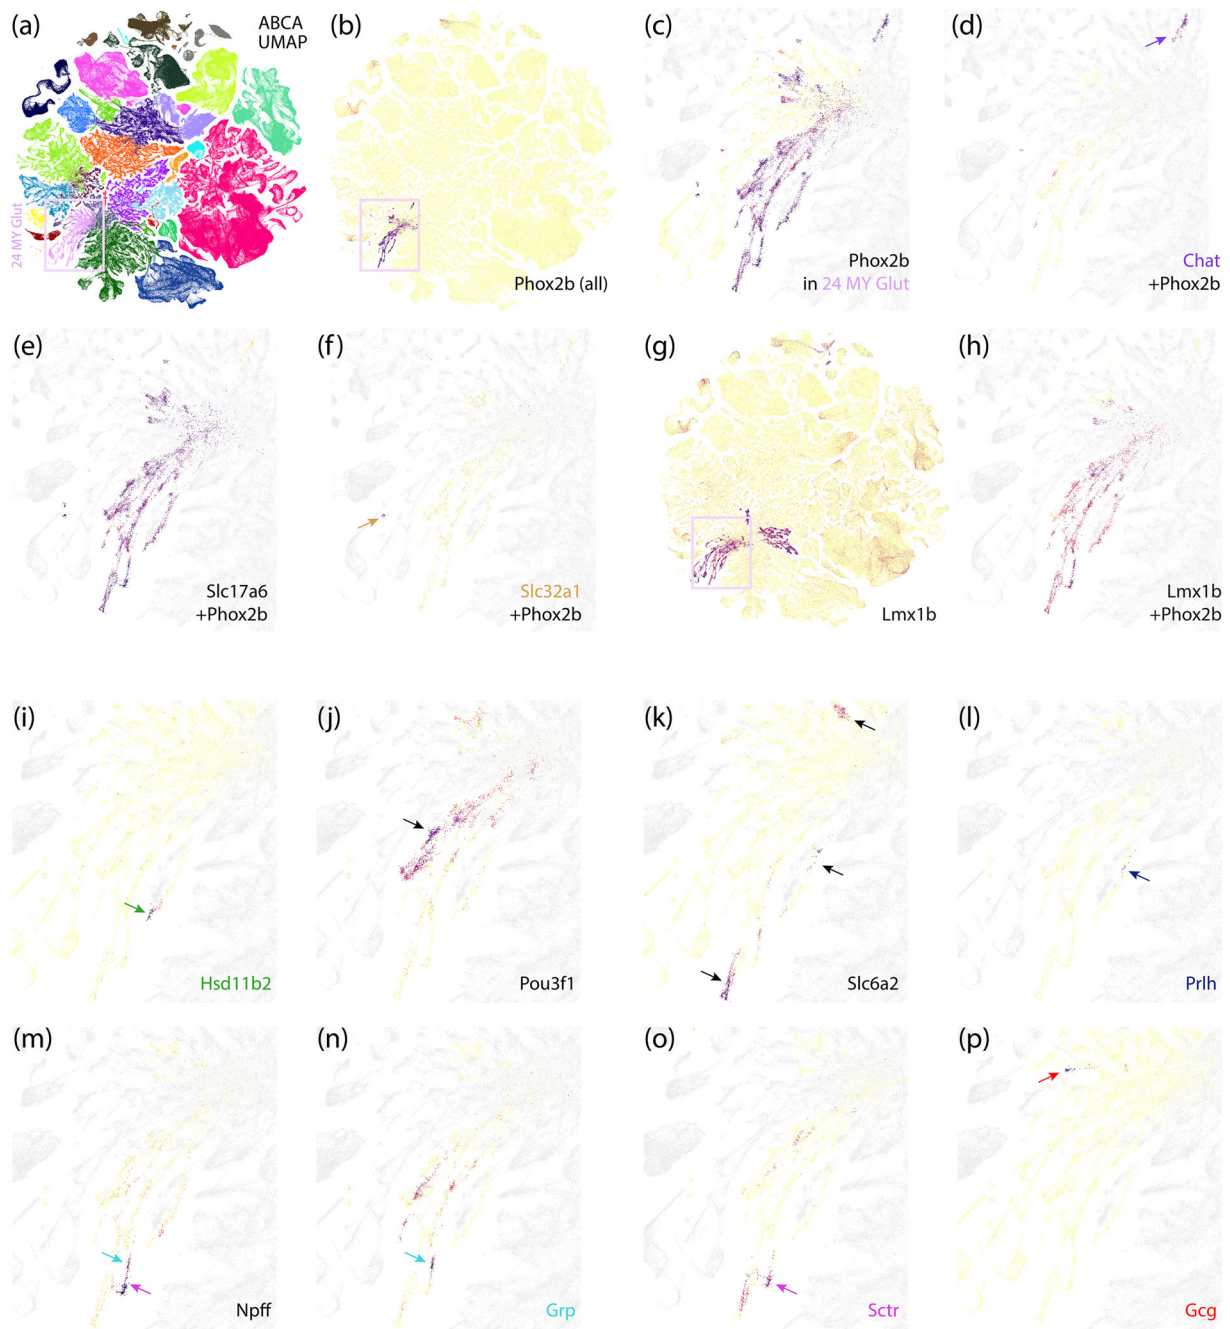 (a)
ABCA
UMAP
24 MY Glut
(b)
Phox2b (all)
(c)
Phox2b
in 24 MY Glut
(d)
Chat
+Phox2b
(e)
Slc17a6
+Phox2b
(f)
Slc32a1
+Phox2b
(g)
Lmx1b
(h)
Lmx1b
+Phox2b
(i)
Hsd11b2
(j)
Pou3f1
(k)
Slc6a2
(l)
Prlh
(m)
Npff
(n)
Grp
(o)
Sctr
(p)
Gcg